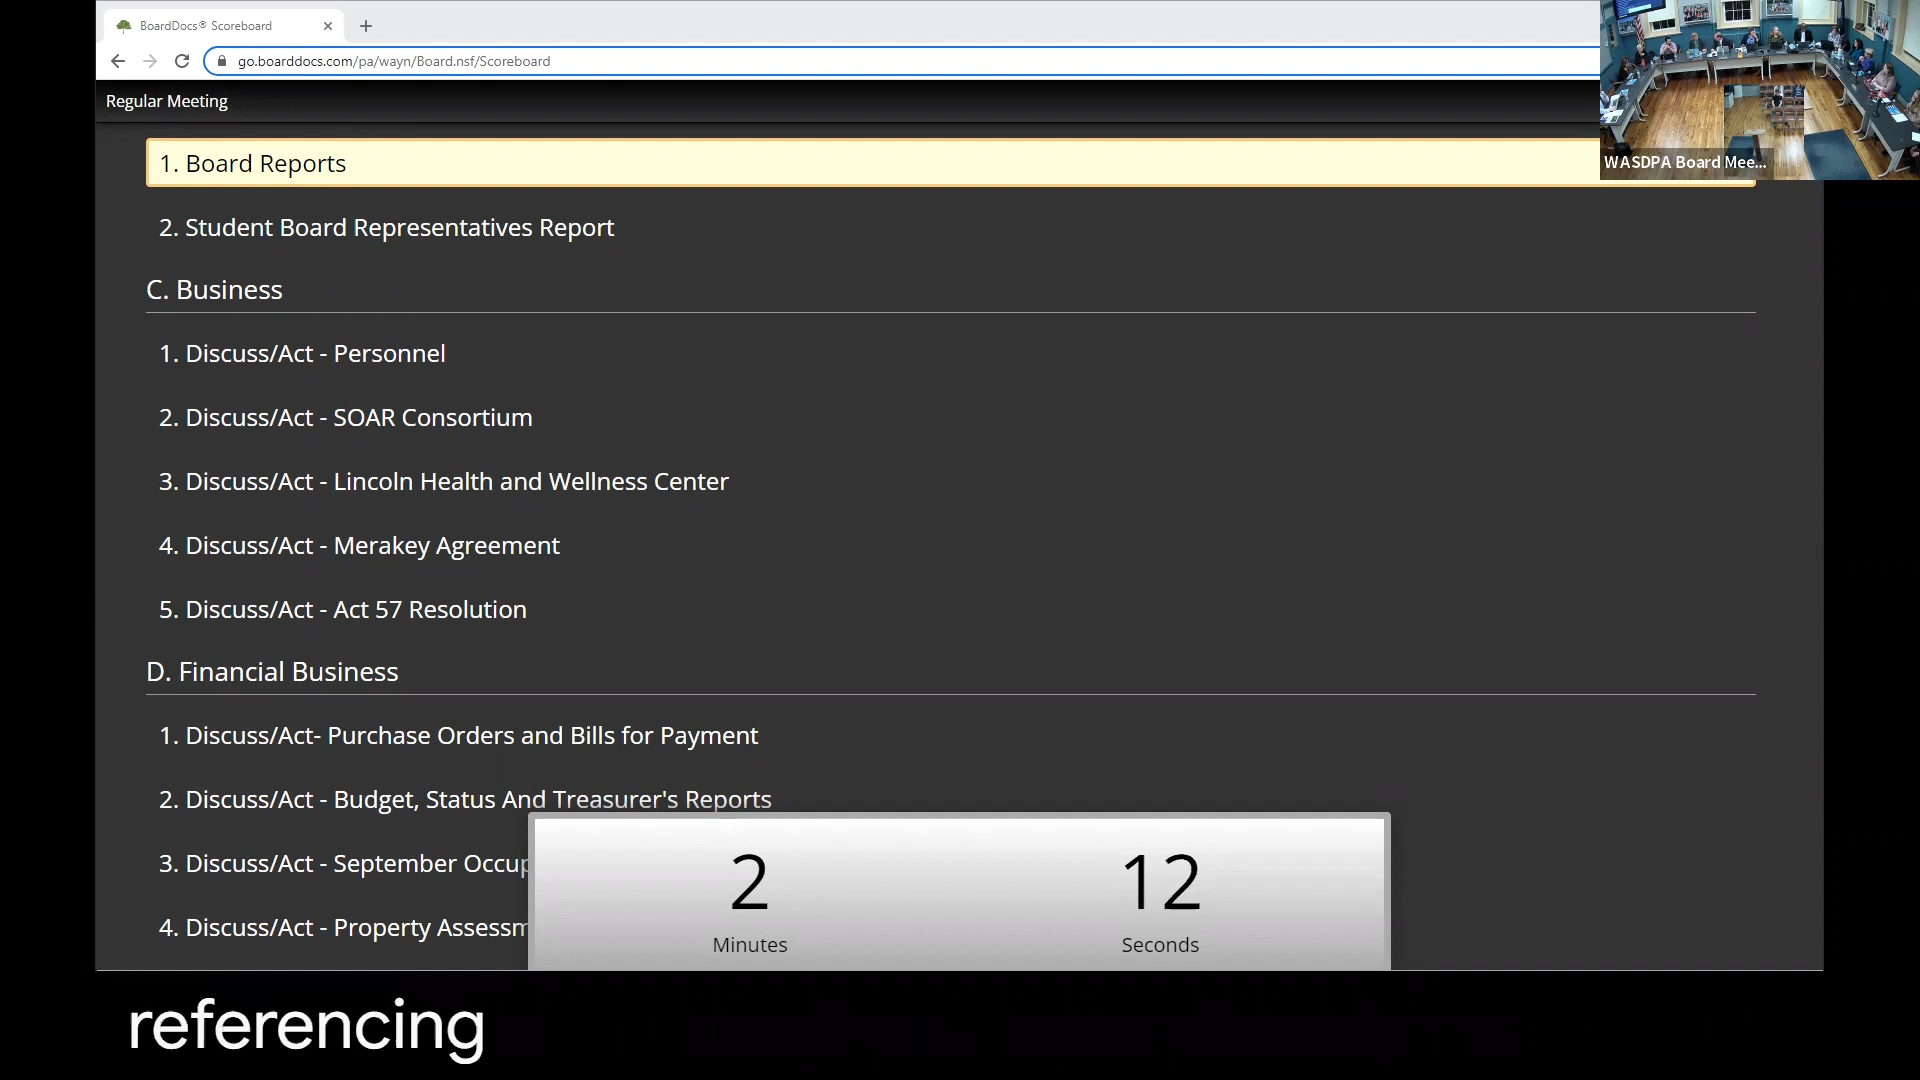 BoardDocs® Scoreboard
go.boarddocs.com/pa/wayn/Board.nsf/Scoreboard
Regular Meeting
WASDPA Board Mee...
1. Board Reports
2. Student Board Representatives Report
C. Business
1. Discuss/Act - Personnel
2. Discuss/Act - SOAR Consortium
3. Discuss/Act - Lincoln Health and Wellness Center
4. Discuss/Act - Merakey Agreement
5. Discuss/Act - Act 57 Resolution
D. Financial Business
1. Discuss/Act- Purchase Orders and Bills for Payment
2. Discuss/Act - Budget, Status And Treasurer's Reports
3. Discuss/Act - September Occup
4. Discuss/Act - Property Assessm
2 12
Minutes Seconds
referencing